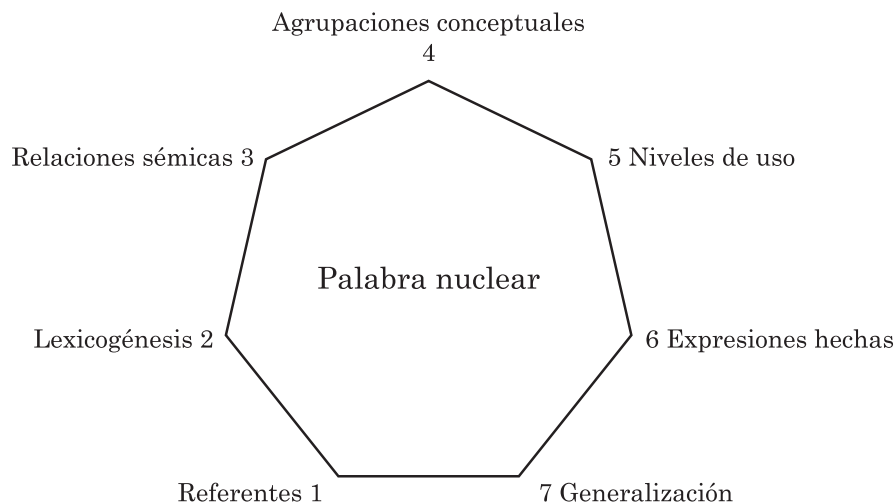 Agrupaciones conceptuales
4
Relaciones sémicas 3
5 Niveles de uso
Palabra nuclear
Lexicogénesis 2
6 Expresiones hechas
Referentes 1
7 Generalización